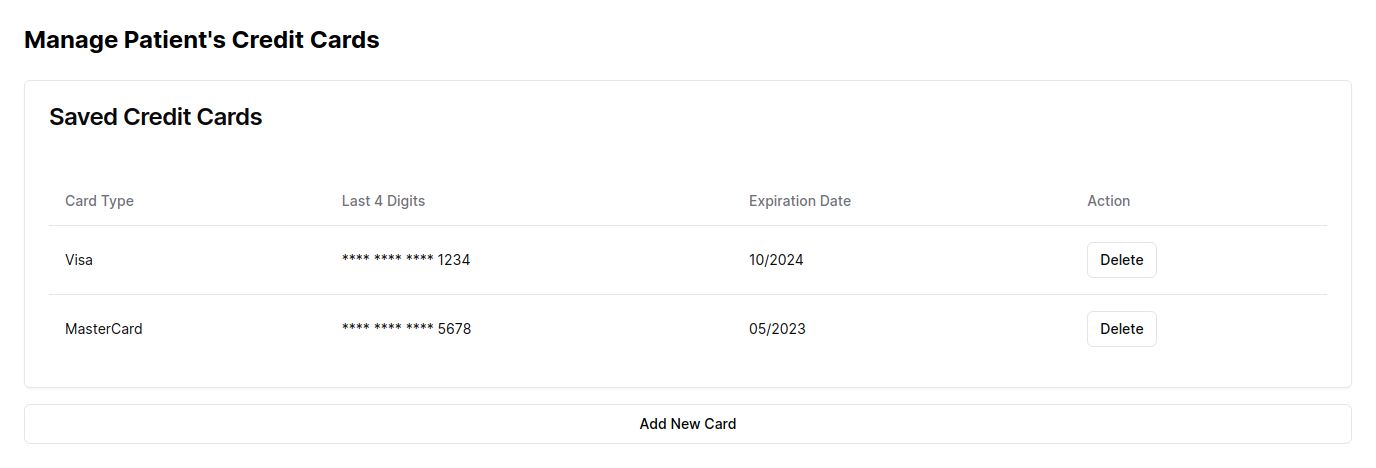 Manage Patient's Credit Cards
Saved Credit Cards
Card Type Last 4 Digits Expiration Date Action
Visa **** **** **** 1234 10/2024 Delete
MasterCard **** **** **** 5678 05/2023 Delete
Add New Card